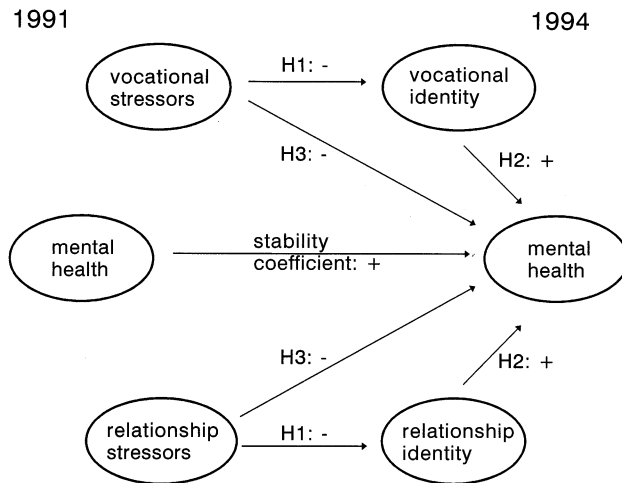 1991
1994
vocational
stressors
H1: -
vocational
identity
H3: -
H2: +
mental
health
stability
coefficient: +
mental
health
H3: -
H2: +
relationship
stressors
H1: -
relationship
identity